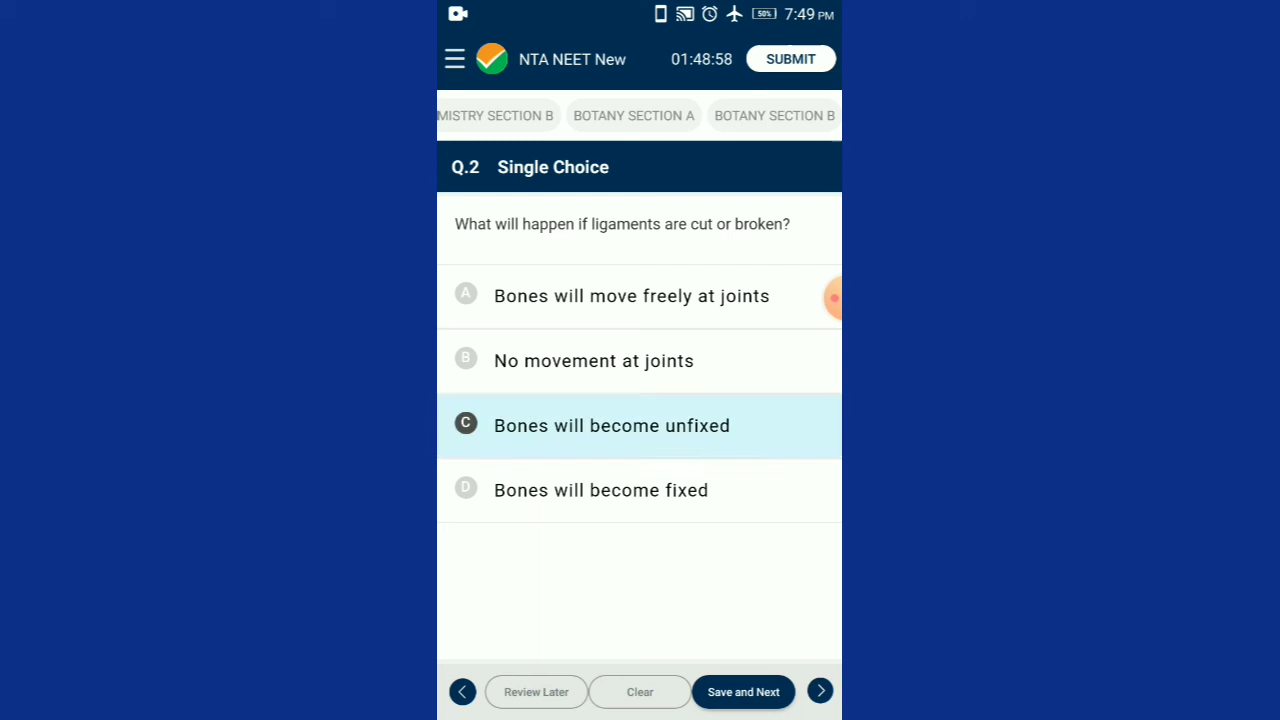 50% 7:49 PM
NTA NEET New 01:48:58 SUBMIT
MISTRY SECTION B BOTANY SECTION A BOTANY SECTION B
Q.2 Single Choice
What will happen if ligaments are cut or broken?
A Bones will move freely at joints
B No movement at joints
C Bones will become unfixed
D Bones will become fixed
Review Later Clear Save and Next